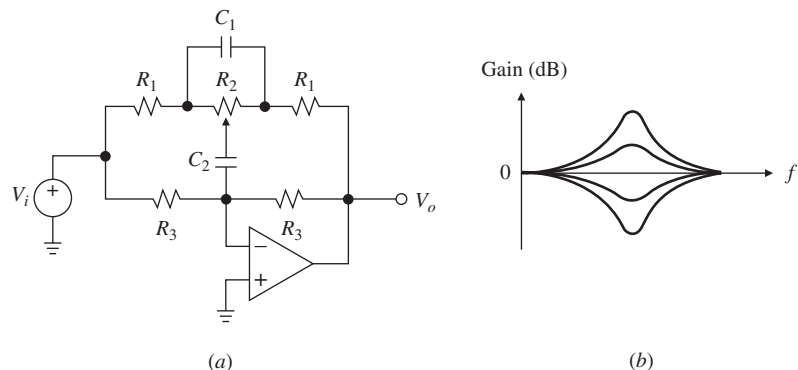 C1
R1 R2 R1
C2
Vi + Vo
R3 R3
−
+
(a)
Gain (dB)
0 f
(b)